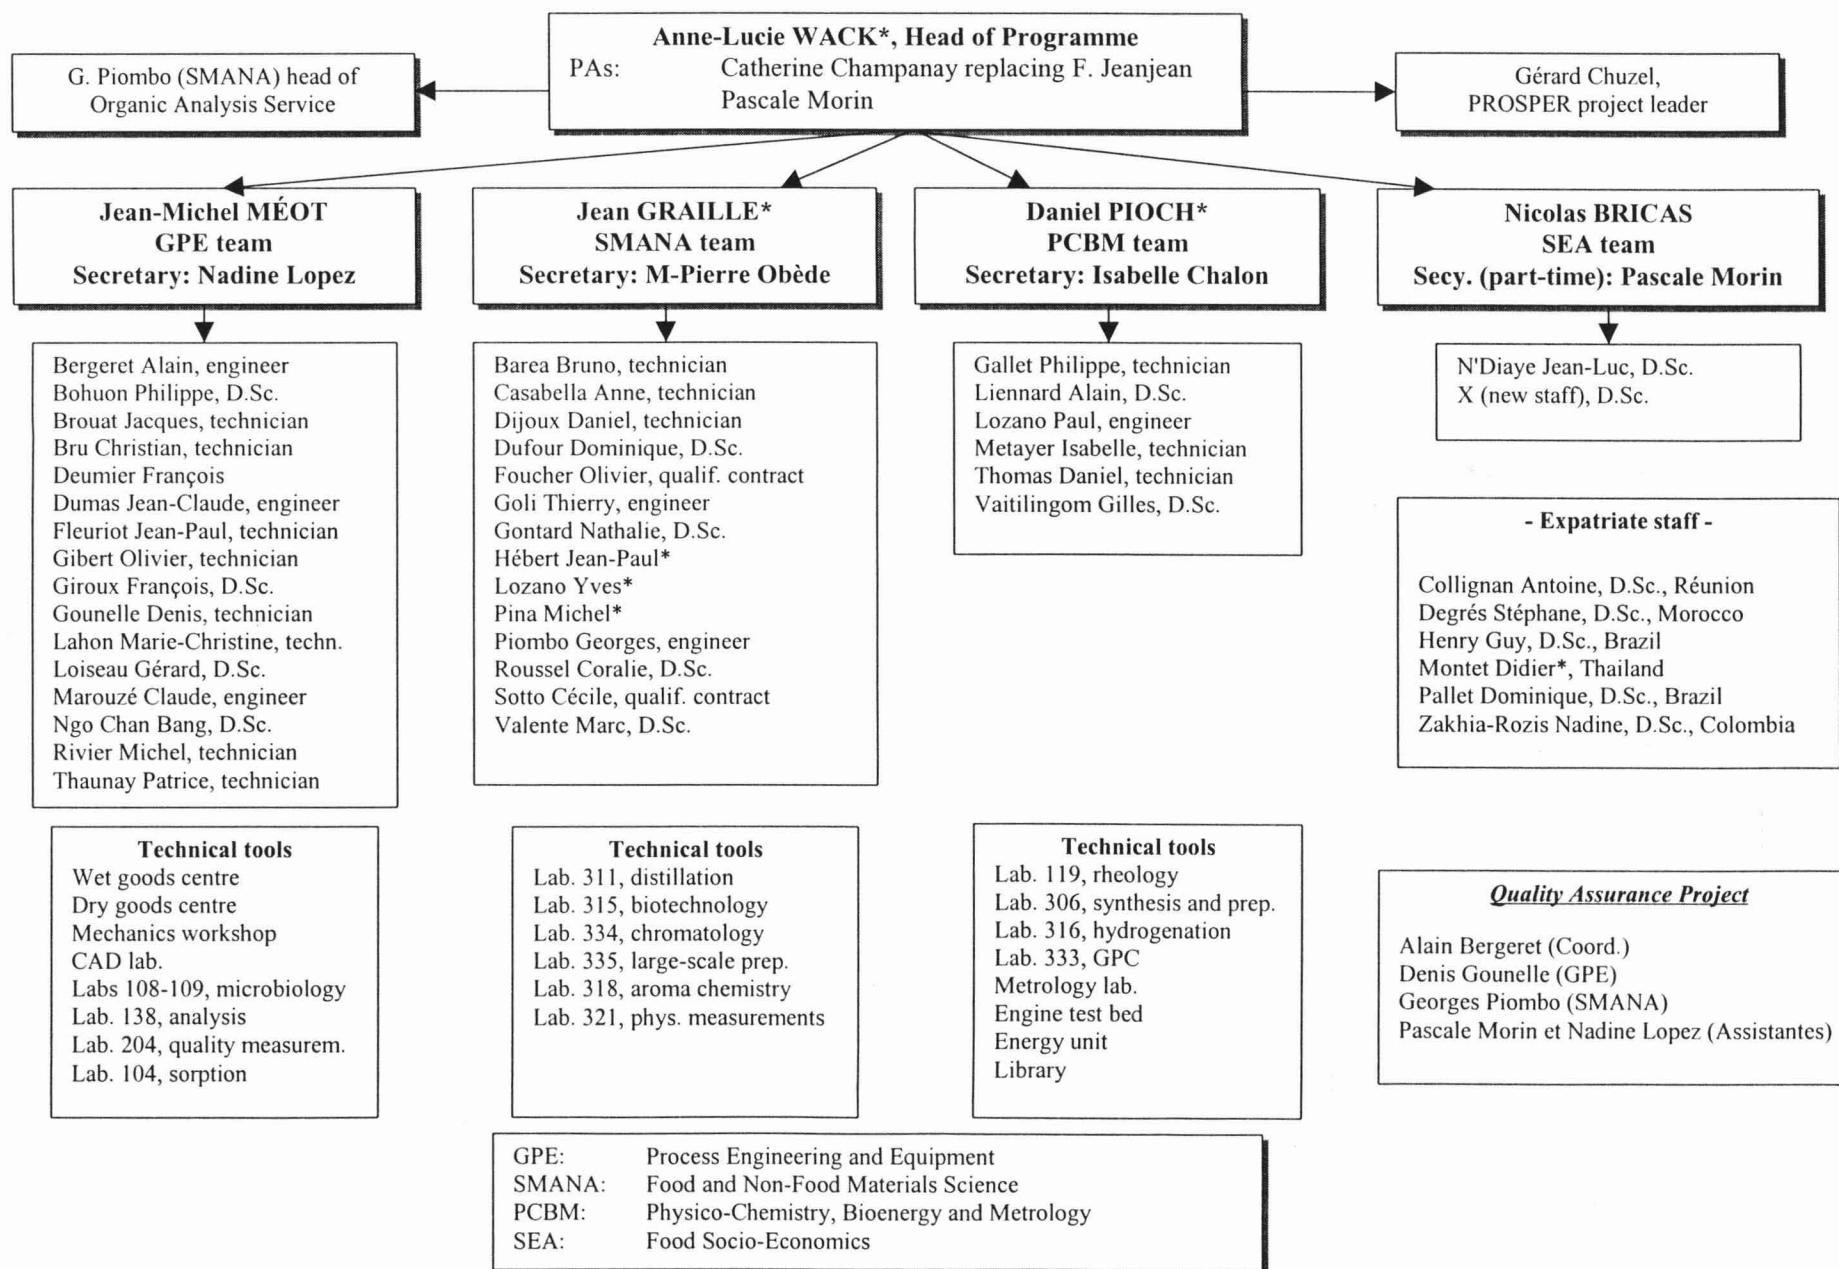 Anne-Lucie WACK*, Head of Programme
PAs: Catherine Champanay replacing F. Jeanjean
Pascale Morin
G. Piombo (SMANA) head of
Organic Analysis Service
Gérard Chuzel,
PROSPER project leader
Jean-Michel MÉOT
GPE team
Secretary: Nadine Lopez
Jean GRAILLE*
SMANA team
Secretary: M-Pierre Obède
Daniel PIOCH*
PCBM team
Secretary: Isabelle Chalon
Nicolas BRICAS
SEA team
Secy. (part-time): Pascale Morin
Bergeret Alain, engineer
Bohuon Philippe, D.Sc.
Brouat Jacques, technician
Bru Christian, technician
Deumier François
Dumas Jean-Claude, engineer
Fleuriot Jean-Paul, technician
Gibert Olivier, technician
Giroux François, D.Sc.
Gounelle Denis, technician
Lahon Marie-Christine, techn.
Loiseau Gérard, D.Sc.
Marouzé Claude, engineer
Ngo Chan Bang, D.Sc.
Rivier Michel, technician
Thaunay Patrice, technician
Barea Bruno, technician
Casabella Anne, technician
Dijoux Daniel, technician
Dufour Dominique, D.Sc.
Foucher Olivier, qualif. contract
Goli Thierry, engineer
Gontard Nathalie, D.Sc.
Hébert Jean-Paul*
Lozano Yves*
Pina Michel*
Piombo Georges, engineer
Roussel Coralie, D.Sc.
Sotto Cécile, qualif. contract
Valente Marc, D.Sc.
Gallet Philippe, technician
Liennard Alain, D.Sc.
Lozano Paul, engineer
Metayer Isabelle, technician
Thomas Daniel, technician
Vaitilingom Gilles, D.Sc.
N'Diaye Jean-Luc, D.Sc.
X (new staff), D.Sc.
- Expatriate staff -
Collignan Antoine, D.Sc., Réunion
Degrés Stéphane, D.Sc., Morocco
Henry Guy, D.Sc., Brazil
Montet Didier*, Thailand
Pallet Dominique, D.Sc., Brazil
Zakhia-Rozis Nadine, D.Sc., Colombia
Technical tools
Wet goods centre
Dry goods centre
Mechanics workshop
CAD lab.
Labs 108-109, microbiology
Lab. 138, analysis
Lab. 204, quality measurem.
Lab. 104, sorption
Technical tools
Lab. 311, distillation
Lab. 315, biotechnology
Lab. 334, chromatology
Lab. 335, large-scale prep.
Lab. 318, aroma chemistry
Lab. 321, phys. measurements
Technical tools
Lab. 119, rheology
Lab. 306, synthesis and prep.
Lab. 316, hydrogenation
Lab. 333, GPC
Metrology lab.
Engine test bed
Energy unit
Library
Quality Assurance Project
Alain Bergeret (Coord.)
Denis Gounelle (GPE)
Georges Piombo (SMANA)
Pascale Morin et Nadine Lopez (Assistantes)
GPE: Process Engineering and Equipment
SMANA: Food and Non-Food Materials Science
PCBM: Physico-Chemistry, Bioenergy and Metrology
SEA: Food Socio-Economics